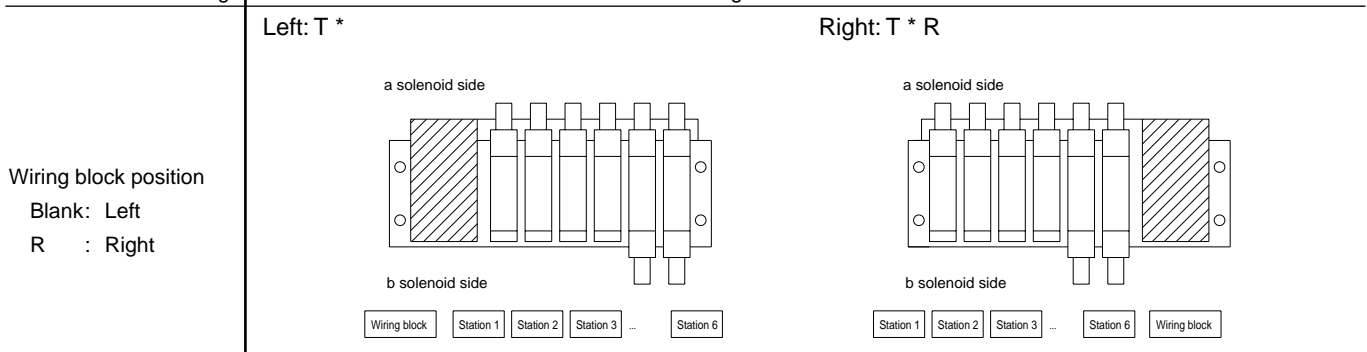 Left: T *
Right: T * R
a solenoid side
a solenoid side
Wiring block position
Blank: Left
R : Right
b solenoid side
b solenoid side
Wiring block Station 1 Station 2 Station 3 ... Station 6
Station 1 Station 2 Station 3 ... Station 6 Wiring block